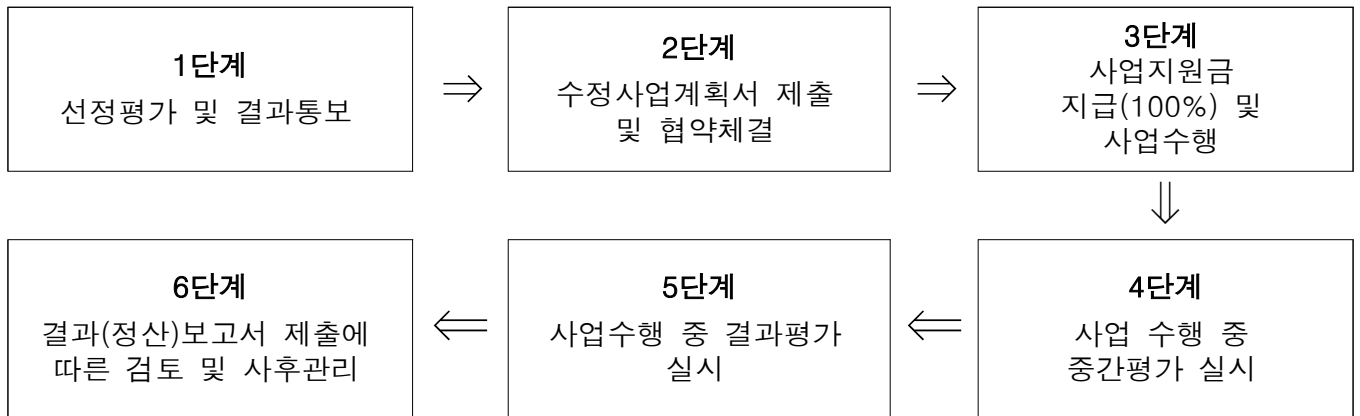 1단계
선정평가 및 결과통보
⇒
2단계
수정사업계획서 제출
및 협약체결
⇒
3단계
사업지원금
지급(100%) 및
사업수행
⇓
4단계
사업 수행 중
중간평가 실시
⇐
5단계
사업수행 중 결과평가
실시
⇐
6단계
결과(정산)보고서 제출에
따른 검토 및 사후관리